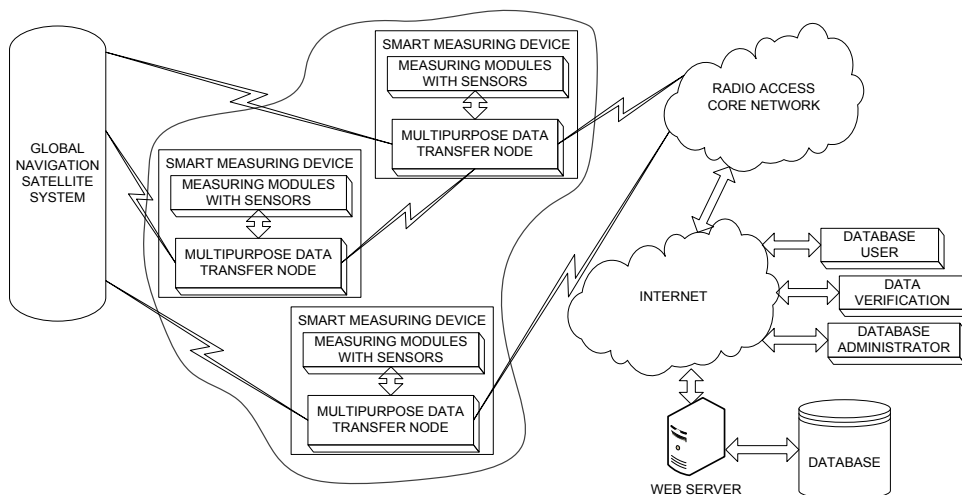 GLOBAL
NAVIGATION
SATELLITE
SYSTEM
SMART MEASURING DEVICE
MEASURING MODULES
WITH SENSORS
MULTIPURPOSE DATA
TRANSFER NODE
SMART MEASURING DEVICE
MEASURING MODULES
WITH SENSORS
MULTIPURPOSE DATA
TRANSFER NODE
SMART MEASURING DEVICE
MEASURING MODULES
WITH SENSORS
MULTIPURPOSE DATA
TRANSFER NODE
RADIO ACCESS
CORE NETWORK
INTERNET
DATABASE
USER
DATA
VERIFICATION
DATABASE
ADMINISTRATOR
WEB SERVER
DATABASE